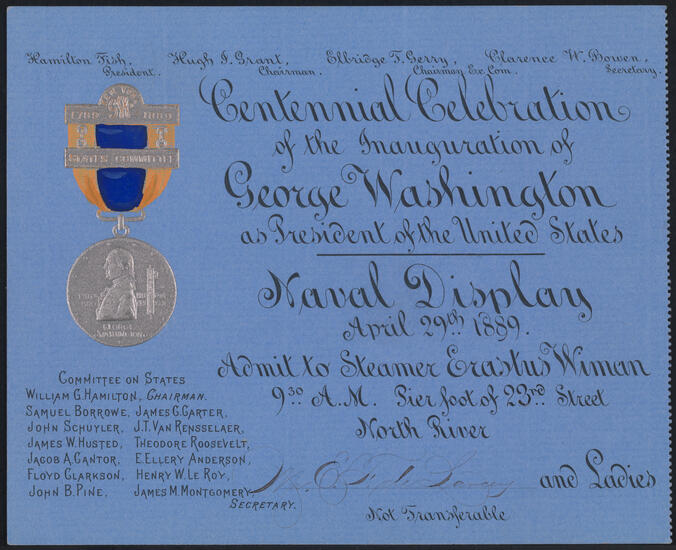 Hamilton Fish, President.
Hugh J. Grant, Chairman.
Elbridge T. Gerry, Chairman Ex. Com.
Clarence W. Bowen, Secretary.
NEW YORK
1789 1889
STATES COMMITTEE
GEORGE
WASHINGTON
Centennial Celebration
of the Inauguration of
George Washington
as President of the United States
Naval Display
April 29th 1889.
Admit to Steamer Erastus Wiman
9 30 A.M. Pier foot of 23rd Street
North River
and Ladies
Not Transferable
COMMITTEE ON STATES
WILLIAM G. HAMILTON, CHAIRMAN.
SAMUEL BORROWE, JAMES C. CARTER,
JOHN SCHUYLER, J.T. VAN RENSSELAER,
JAMES W. HUSTED, THEODORE ROOSEVELT,
JACOB A. CANTOR, E. ELLERY ANDERSON,
FLOYD CLARKSON, HENRY W. LE ROY,
JOHN B. PINE, JAMES M. MONTGOMERY,
SECRETARY.